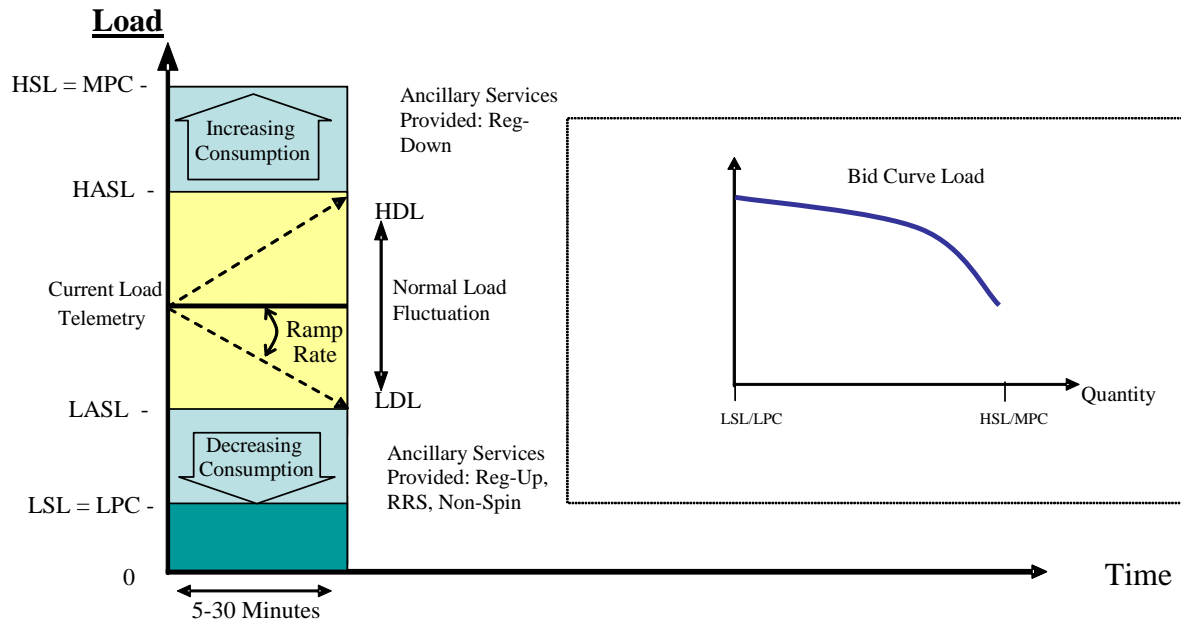 Load
HSL = MPC -
Increasing
Consumption
Ancillary Services
Provided: Reg-
Down
HASL -
HDL
Current Load
Telemetry
Normal Load
Fluctuation
Ramp
Rate
LASL -
LDL
Decreasing
Consumption
Ancillary Services
Provided: Reg-Up,
RRS, Non-Spin
LSL = LPC -
0
5-30 Minutes
Time
Bid Curve Load
Quantity
LSL/LPC
HSL/MPC